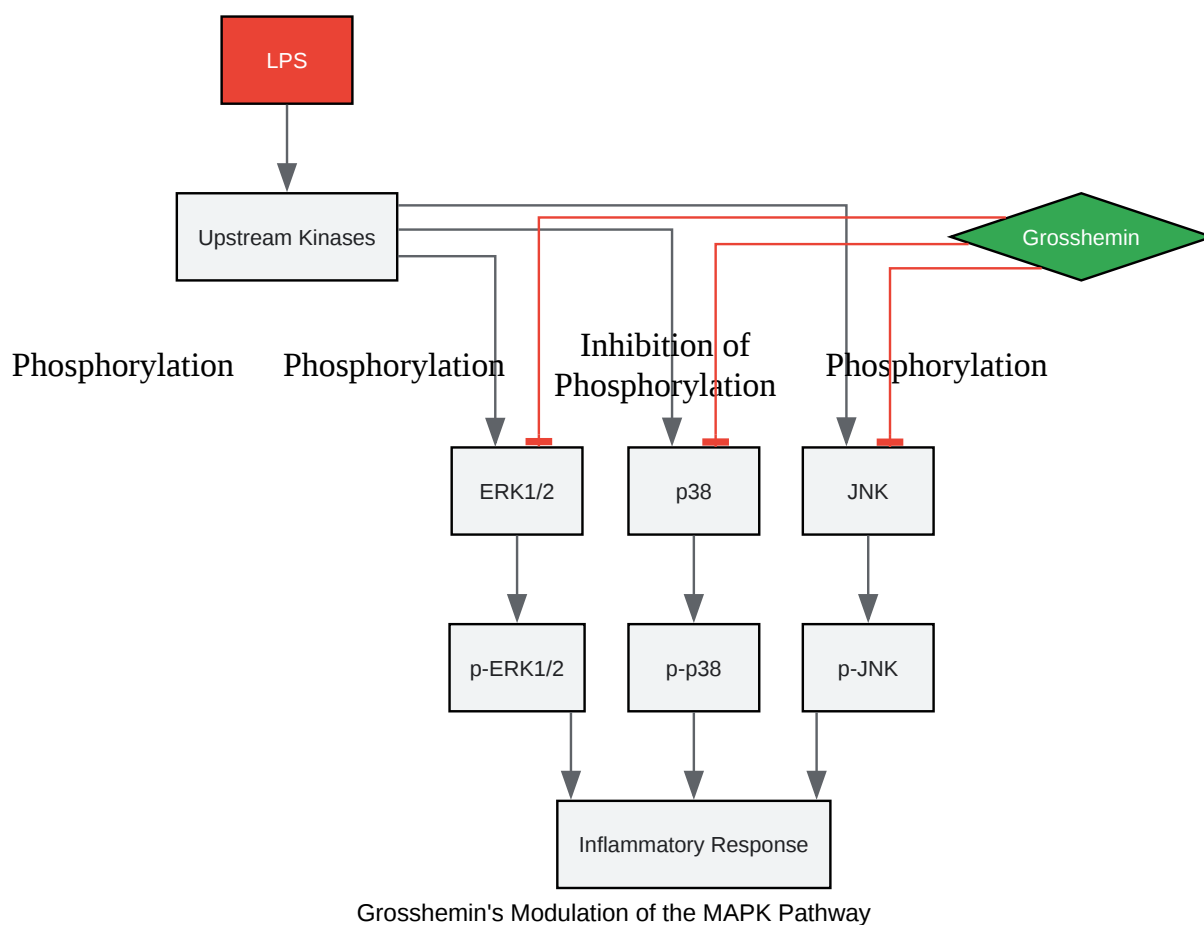 LPS
Upstream Kinases
Grosshemin
Phosphorylation
Phosphorylation
Inhibition of
Phosphorylation
Phosphorylation
ERK1/2
p38
JNK
p-ERK1/2
p-p38
p-JNK
Inflammatory Response
Grosshemin's Modulation of the MAPK Pathway